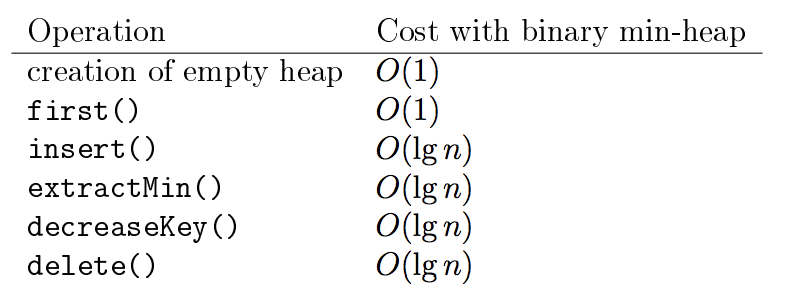 Operation Cost with binary min-heap
creation of empty heap O(1)
first() O(1)
insert() O(lg n)
extractMin() O(lg n)
decreaseKey() O(lg n)
delete() O(lg n)